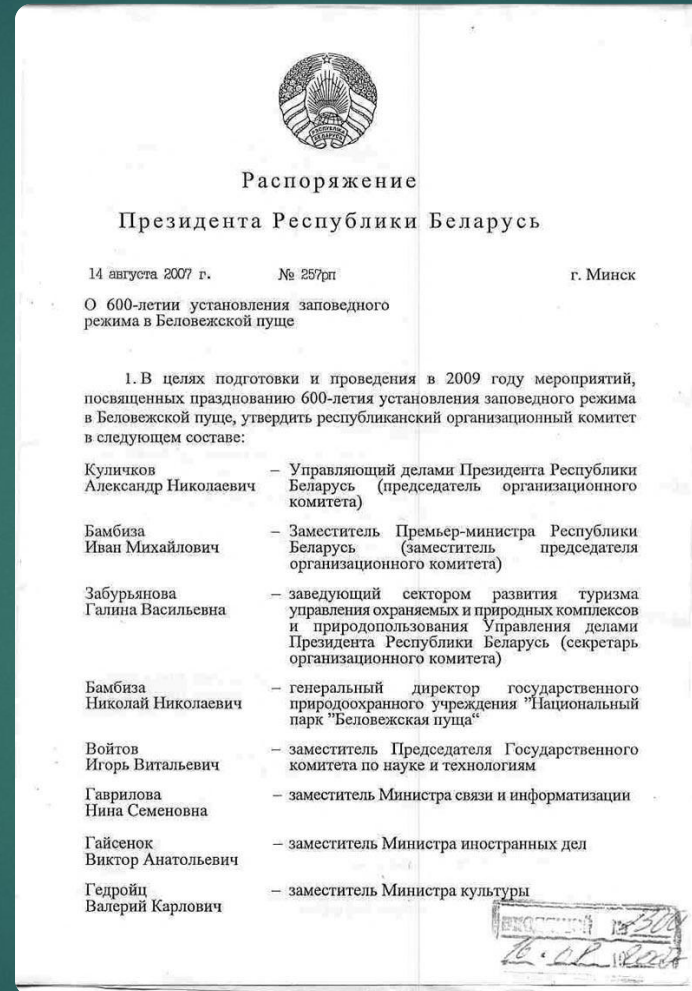 РЕСПУБЛИКА
БЕЛАРУСЬ
Распоряжение
Президента Республики Беларусь
14 августа 2007 г. № 257рп г. Минск
О 600-летии установления заповедного
режима в Беловежской пуще
1. В целях подготовки и проведения в 2009 году мероприятий,
посвященных празднованию 600-летия установления заповедного режима
в Беловежской пуще, утвердить республиканский организационный комитет
в следующем составе:
Куличков – Управляющий делами Президента Республики
Александр Николаевич Беларусь (председатель организационного
комитета)
Бамбиза – Заместитель Премьер-министра Республики
Иван Михайлович Беларусь (заместитель председателя
организационного комитета)
Забурьянова – заведующий сектором развития туризма
Галина Васильевна управления охраняемых и природных комплексов
и природопользования Управления делами
Президента Республики Беларусь (секретарь
организационного комитета)
Бамбиза – генеральный директор государственного
Николай Николаевич природоохранного учреждения "Национальный
парк "Беловежская пуща“
Войтов – заместитель Председателя Государственного
Игорь Витальевич комитета по науке и технологиям
Гаврилова – заместитель Министра связи и информатизации
Нина Семеновна
Гайсенок – заместитель Министра иностранных дел
Виктор Анатольевич
Гедройц – заместитель Министра культуры
Валерий Карлович